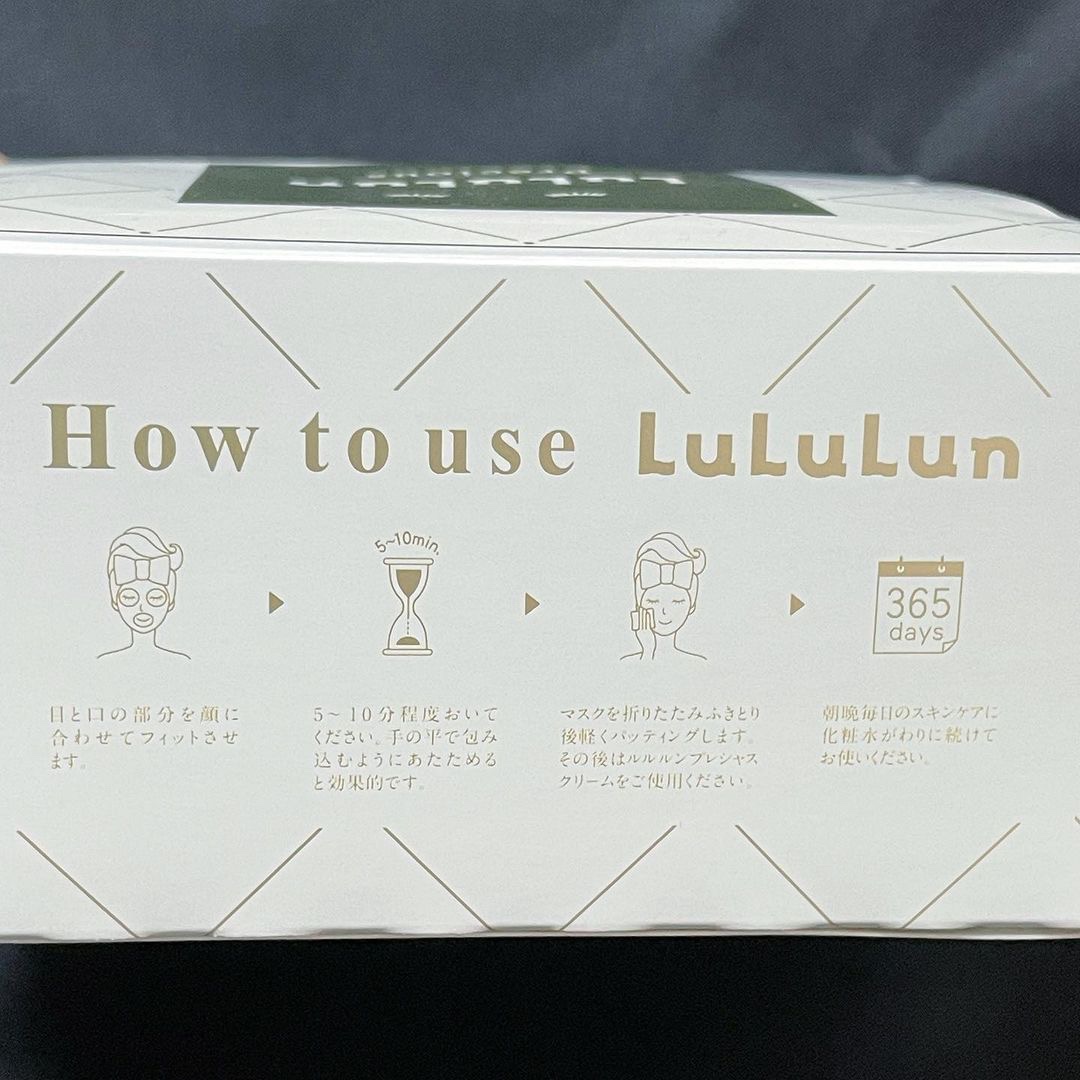 LuLuLun
How to use LuLuLun
5~10min.
365
days
目と口の部分を顔に
合わせてフィットさせ
ます。
5～10分程度おいて
ください。手の平で包み
込むようにあたためる
と効果的です。
マスクを折りたたみふきとり
後軽くパッティングします。
その後はルルルンプレシャス
クリームをご使用ください。
朝晩毎日のスキンケアに
化粧水がわりに続けて
お使いください。